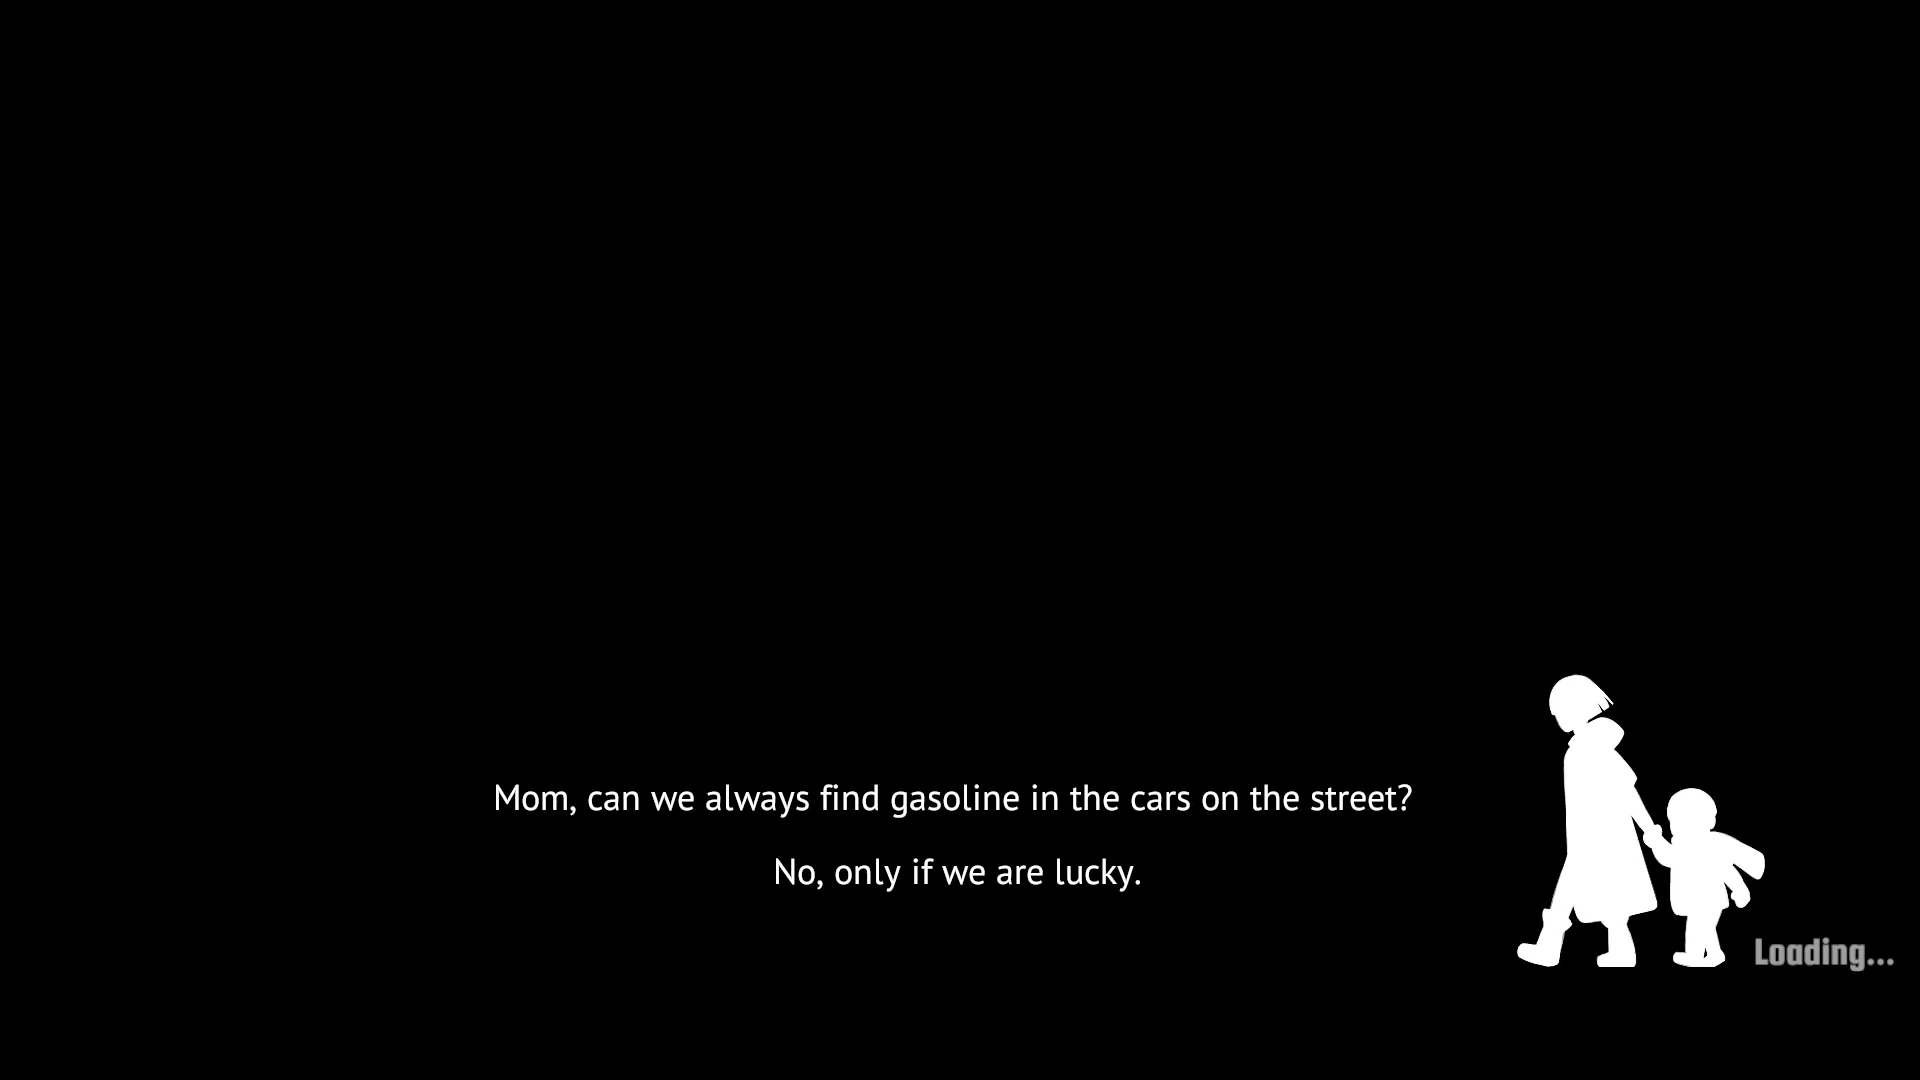 Mom, can we always find gasoline in the cars on the street?
No, only if we are lucky.
Loading...